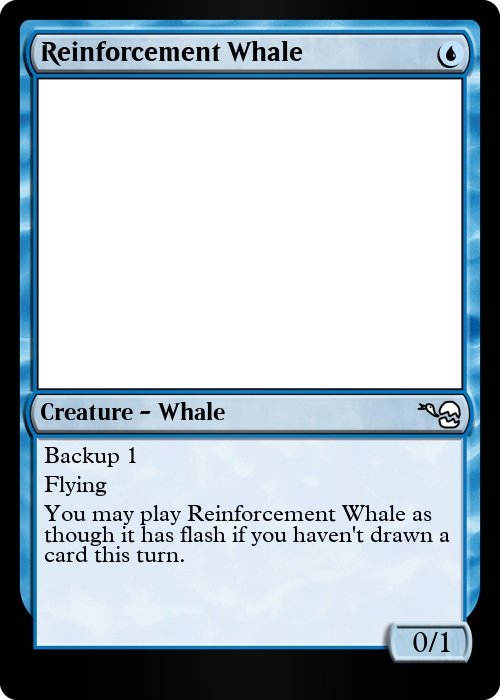 Reinforcement Whale
Creature – Whale
Backup 1
Flying
You may play Reinforcement Whale as
though it has flash if you haven't drawn a
card this turn.
0/1